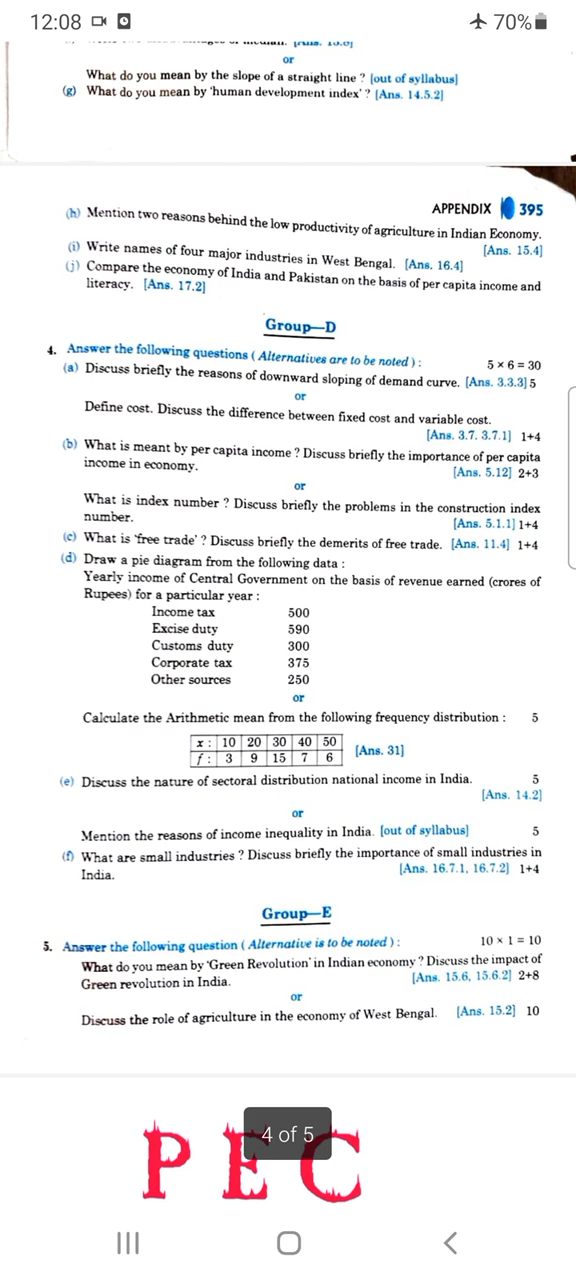 12:08 70%
or
What do you mean by the slope of a straight line ? [out of syllabus]
(g) What do you mean by 'human development index' ? [Ans. 14.5.2]
APPENDIX 395
(h) Mention two reasons behind the low productivity of agriculture in Indian Economy.
[Ans. 15.4]
(i) Write names of four major industries in West Bengal. [Ans. 16.4]
(j) Compare the economy of India and Pakistan on the basis of per capita income and
literacy. [Ans. 17.2]
Group—D
4. Answer the following questions ( Alternatives are to be noted ) : 5 × 6 = 30
(a) Discuss briefly the reasons of downward sloping of demand curve. [Ans. 3.3.3] 5
or
Define cost. Discuss the difference between fixed cost and variable cost.
[Ans. 3.7. 3.7.1] 1+4
(b) What is meant by per capita income ? Discuss briefly the importance of per capita
income in economy. [Ans. 5.12] 2+3
or
What is index number ? Discuss briefly the problems in the construction index
number. [Ans. 5.1.1] 1+4
(c) What is 'free trade' ? Discuss briefly the demerits of free trade. [Ans. 11.4] 1+4
(d) Draw a pie diagram from the following data :
Yearly income of Central Government on the basis of revenue earned (crores of
Rupees) for a particular year :
Income tax 500
Excise duty 590
Customs duty 300
Corporate tax 375
Other sources 250
or
Calculate the Arithmetic mean from the following frequency distribution : 5
x : 10 20 30 40 50
f : 3 9 15 7 6 [Ans. 31]
(e) Discuss the nature of sectoral distribution national income in India. 5
[Ans. 14.2]
or
Mention the reasons of income inequality in India. [out of syllabus] 5
(f) What are small industries ? Discuss briefly the importance of small industries in
India. [Ans. 16.7.1, 16.7.2] 1+4
Group—E
5. Answer the following question ( Alternative is to be noted ) : 10 × 1 = 10
What do you mean by 'Green Revolution' in Indian economy ? Discuss the impact of
Green revolution in India. [Ans. 15.6, 15.6.2] 2+8
or
Discuss the role of agriculture in the economy of West Bengal. [Ans. 15.2] 10
4 of 5
PEC